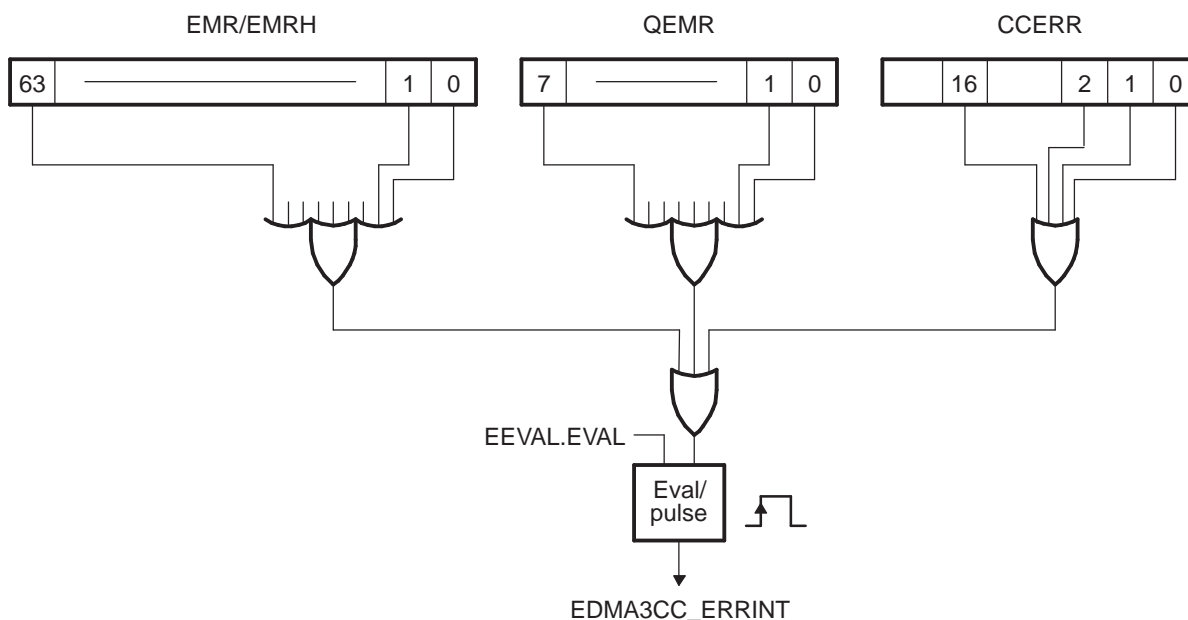 EMR/EMRH QEMR CCERR
63 1 0 7 1 0 16 2 1 0
EEVAL.EVAL
Eval/
pulse
EDMA3CC_ERRINT